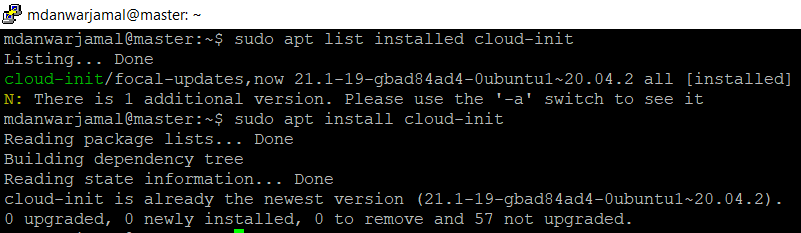 mdanwarjamal@master: ~
mdanwarjamal@master:~$ sudo apt list installed cloud-init
Listing... Done
cloud-init/focal-updates,now 21.1-19-gbad84ad4-0ubuntu1~20.04.2 all [installed]
N: There is 1 additional version. Please use the '-a' switch to see it
mdanwarjamal@master:~$ sudo apt install cloud-init
Reading package lists... Done
Building dependency tree
Reading state information... Done
cloud-init is already the newest version (21.1-19-gbad84ad4-0ubuntu1~20.04.2).
0 upgraded, 0 newly installed, 0 to remove and 57 not upgraded.